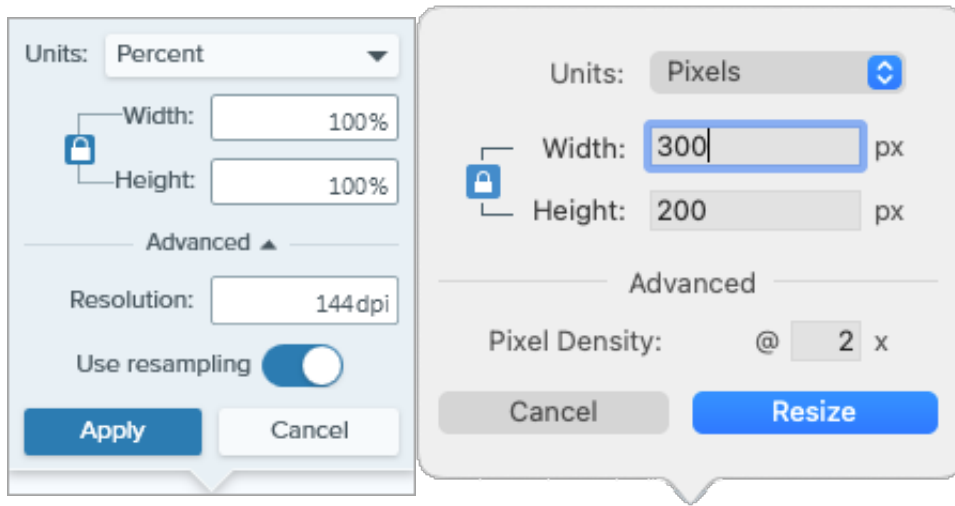 Units: Percent
Width: 100%
Height: 100%
Advanced
Resolution: 144dpi
Use resampling
Apply Cancel
Units: Pixels
Width: 300 px
Height: 200 px
Advanced
Pixel Density: @ 2 x
Cancel Resize